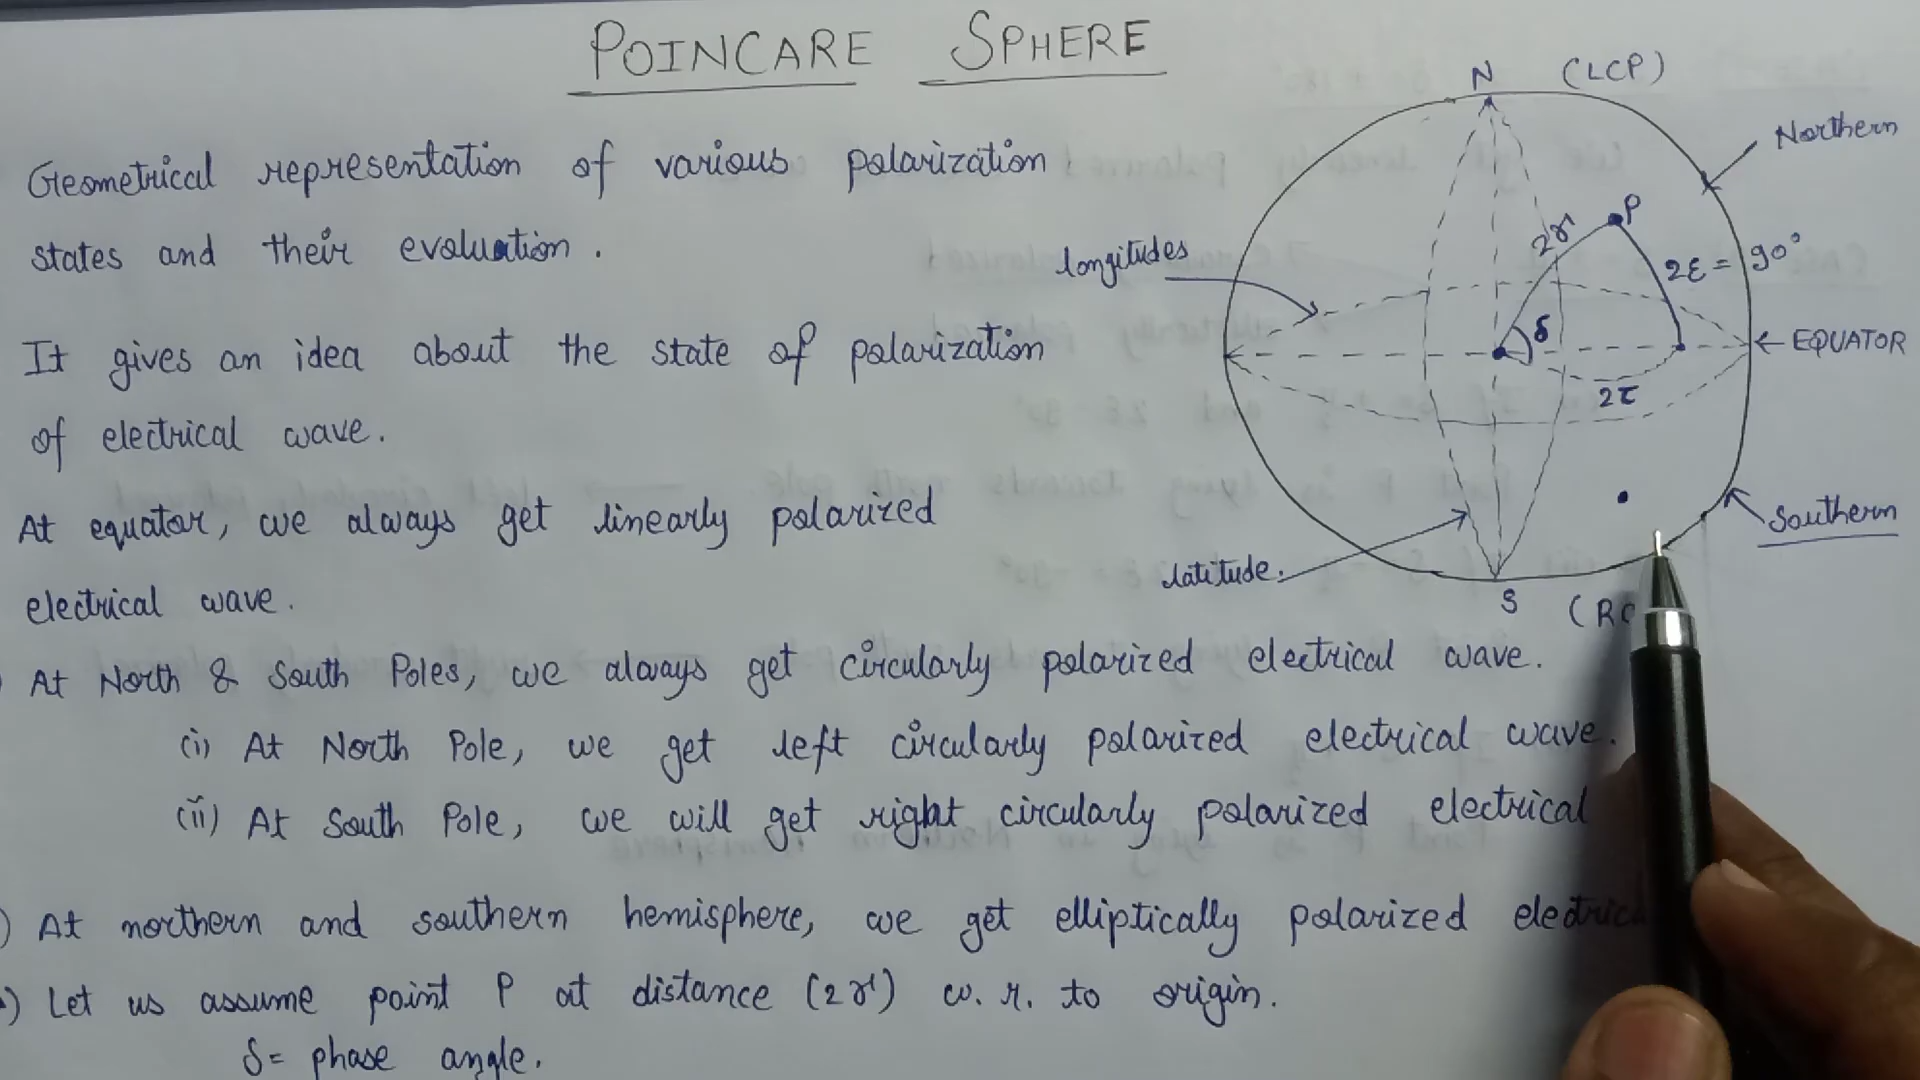 POINCARE SPHERE
Geometrical representation of various polarization
states and their evaluation.
It gives an idea about the state of polarization
of electrical wave.
At equator, we always get linearly polarized
electrical wave.
At North & South Poles, we always get circularly polarized electrical wave.
(i) At North Pole, we get left circularly polarized electrical wave.
(ii) At South Pole, we will get right circularly polarized electrical
At northern and southern hemisphere, we get elliptically polarized
Let us assume point P at distance (2γ) w.r. to origin.
δ = phase angle.
N (LCP)
Northern
P
2γ
2ε = 90°
longitudes
δ
← EQUATOR
2τ
Southern
latitude.
S